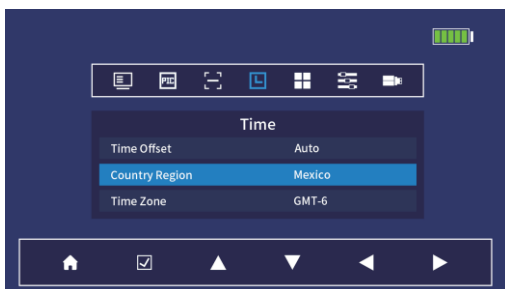 PIC
Time
Time Offset Auto
Country Region Mexico
Time Zone GMT-6